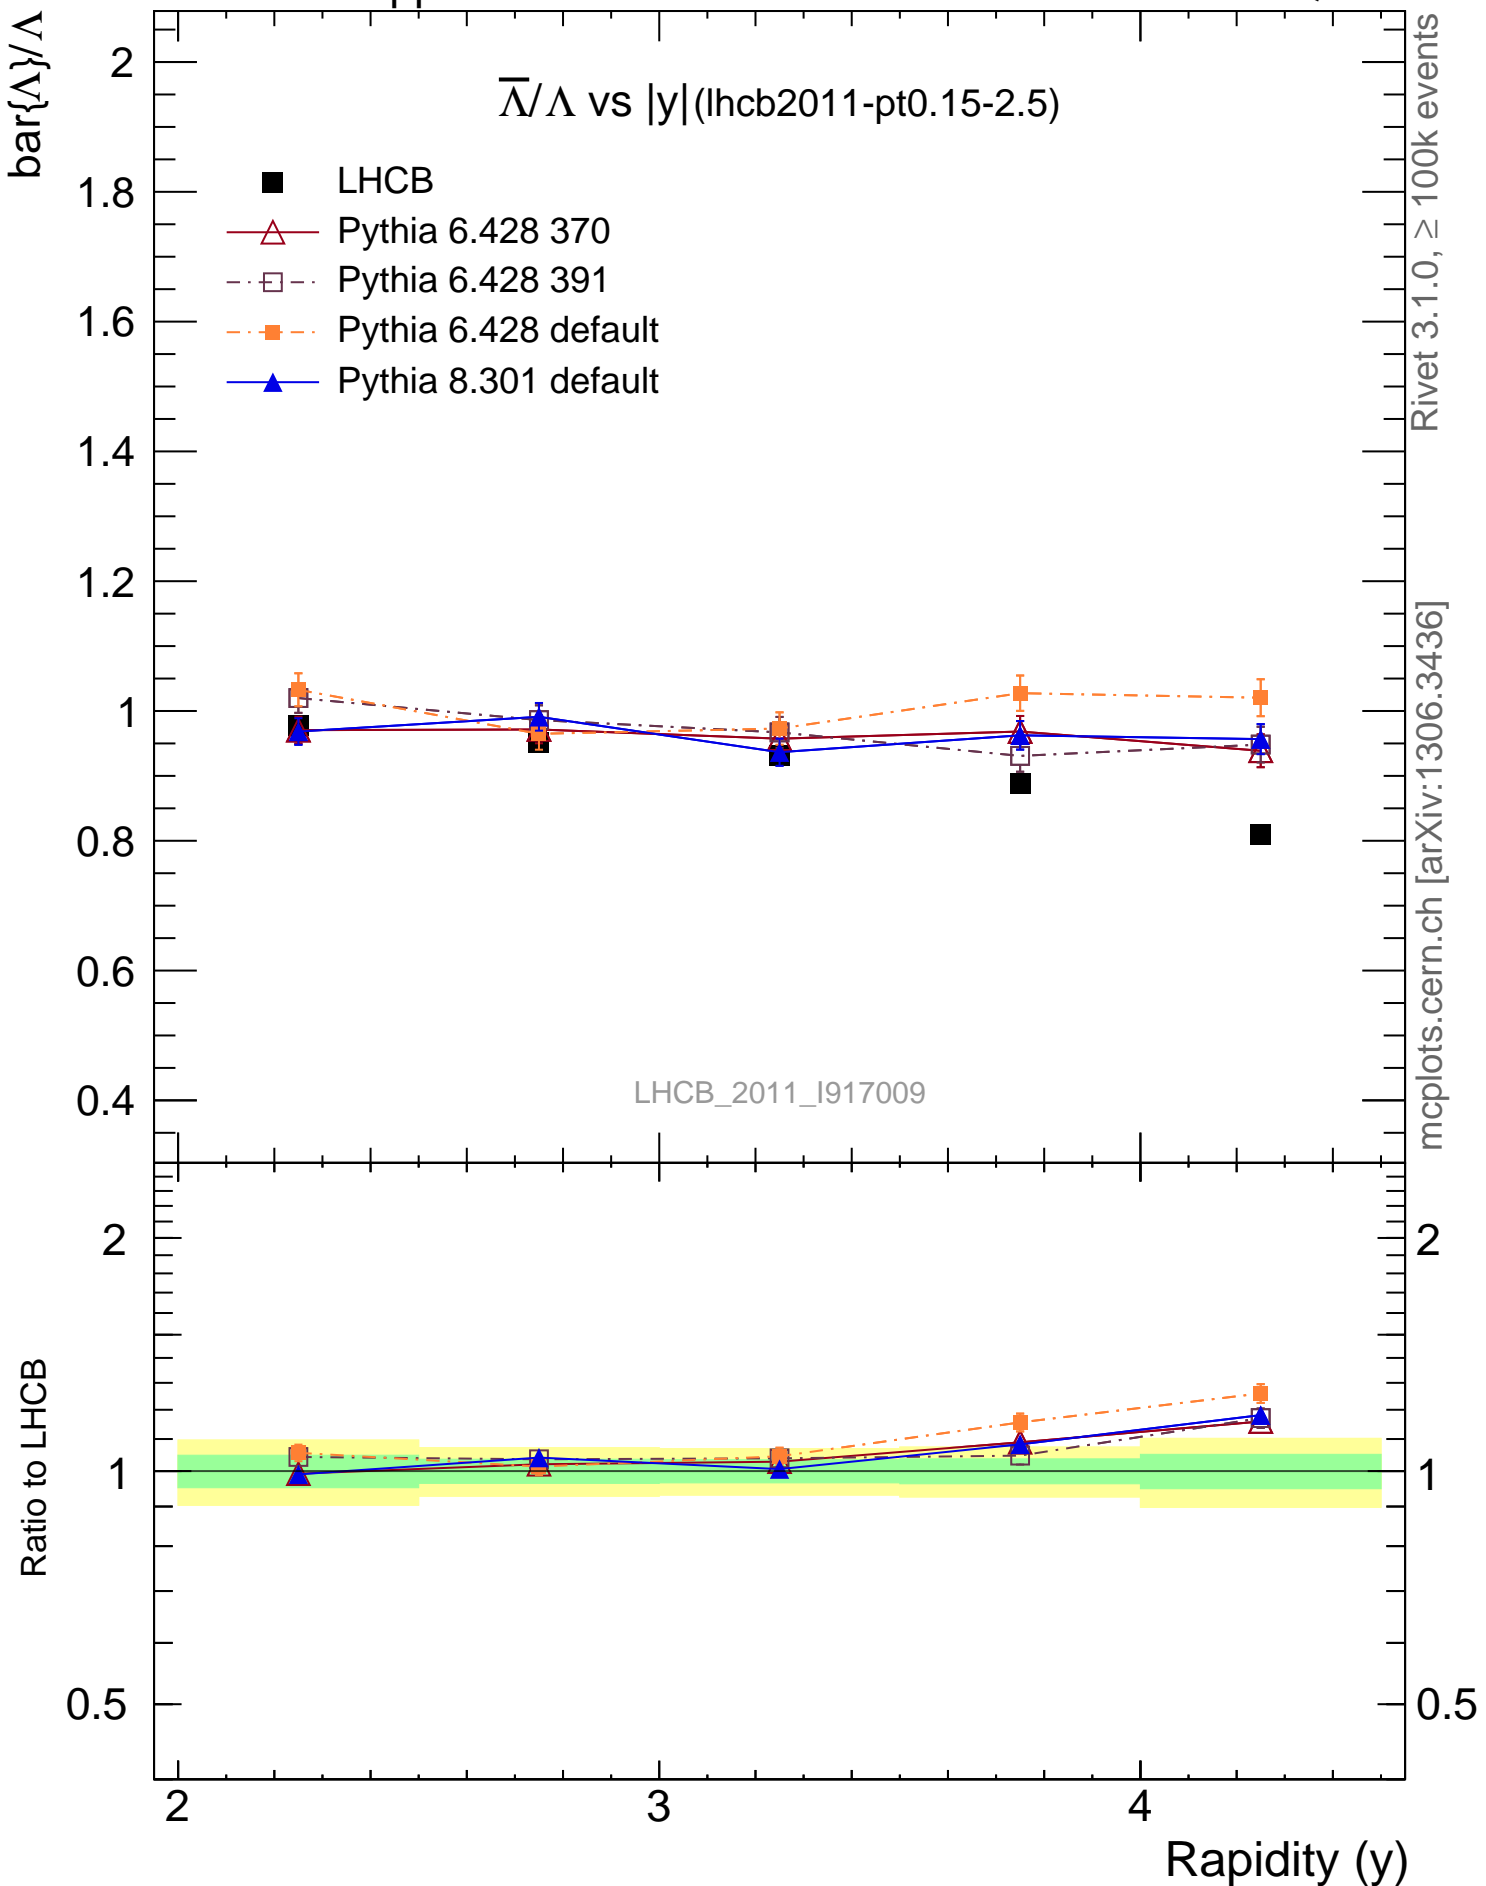 bar{Λ}/Λ
Λ̅/Λ vs |y|(lhcb2011-pt0.15-2.5)
LHCB
Pythia 6.428 370
Pythia 6.428 391
Pythia 6.428 default
Pythia 8.301 default
2
1.8
1.6
1.4
1.2
1
0.8
0.6
0.4
LHCB_2011_I917009
Rivet 3.1.0, ≥ 100k events
mcplots.cern.ch [arXiv:1306.3436]
Ratio to LHCB
2
1
0.5
2
1
0.5
2
3
4
Rapidity (y)